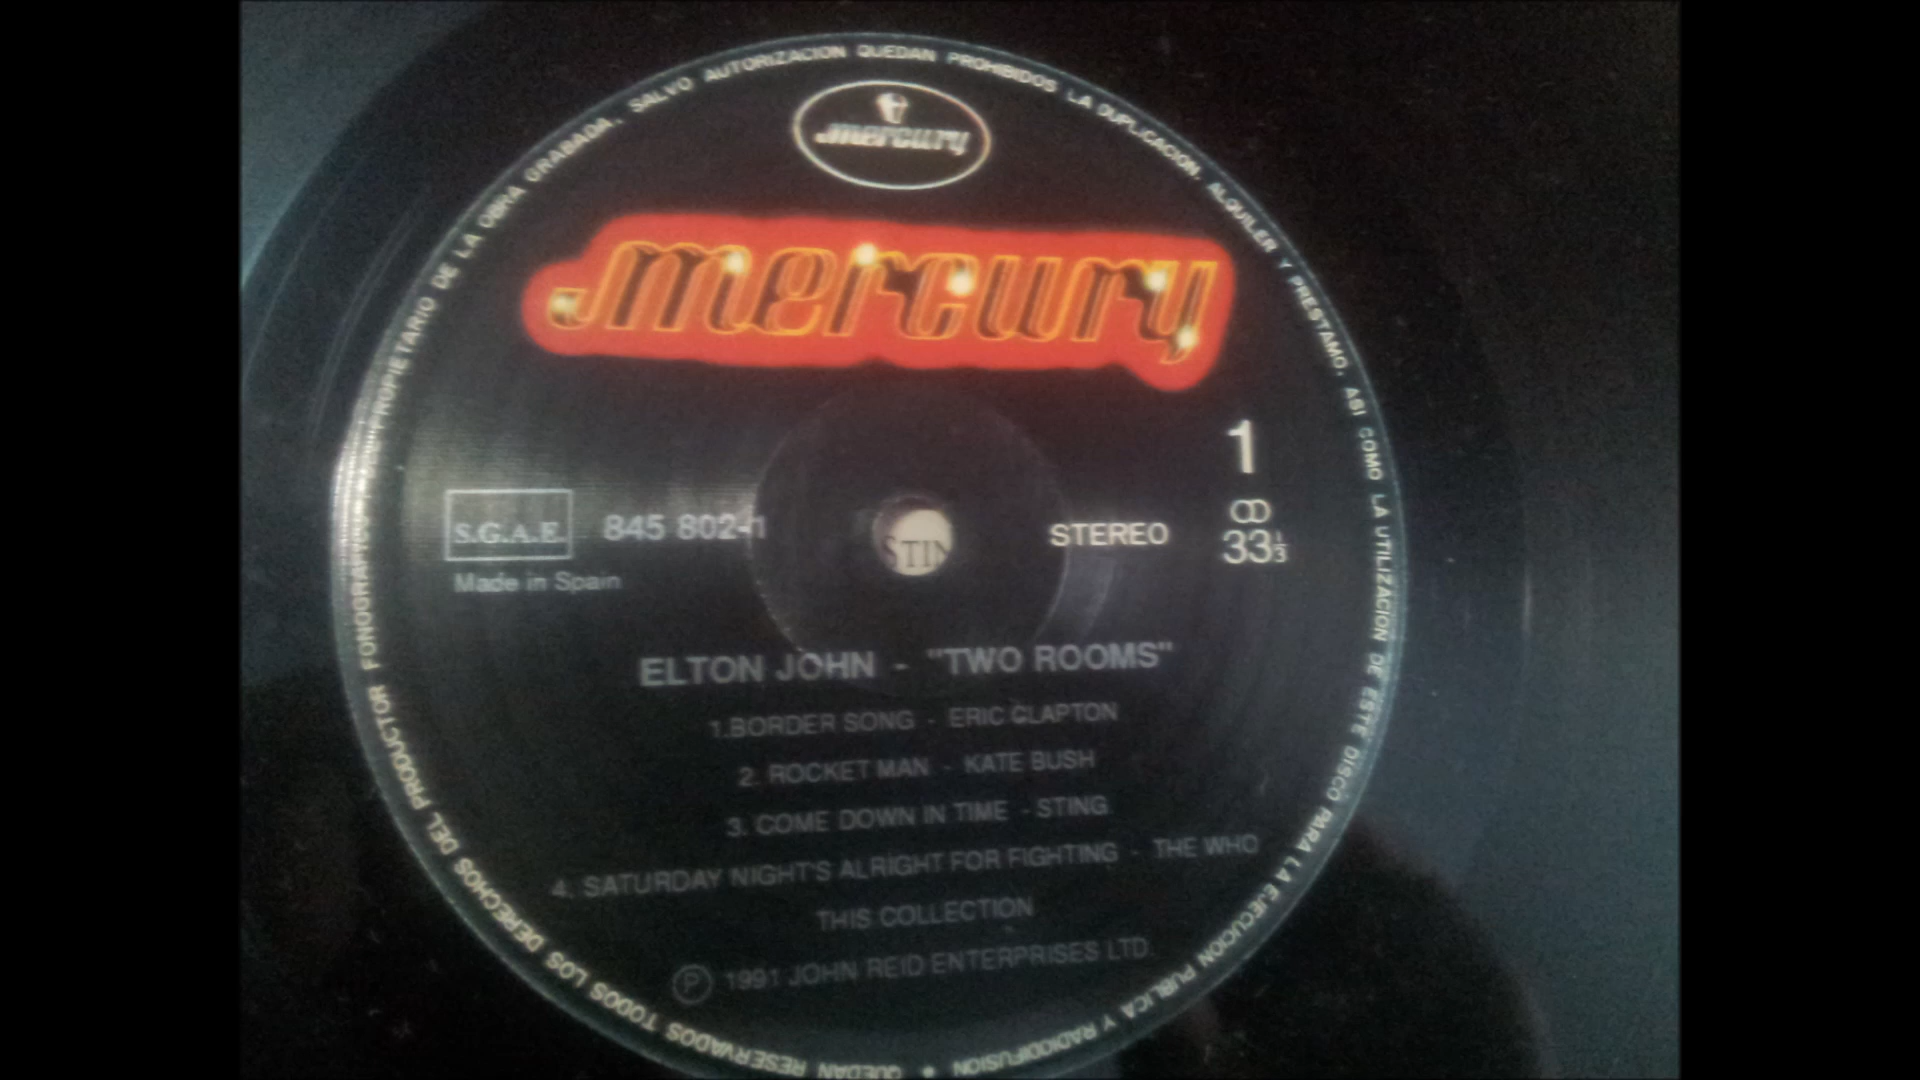 QUEDAN RESERVADOS TODOS LOS DERECHOS DEL PRODUCTOR FONOGRAFICO PROPIETARIO DE LA OBRA GRABADA. SALVO AUTORIZACION QUEDAN PROHIBIDOS LA DUPLICACION, ALQUILER Y PRESTAMO, ASI COMO LA UTILIZACION DE ESTE DISCO PARA LA EJECUCION PUBLICA Y RADIODIFUSION *
mercury
mercury
1
33⅓
S.G.A.E.
845 802-1
STEREO
Made in Spain
STIN
ELTON JOHN - "TWO ROOMS"
1.BORDER SONG - ERIC CLAPTON
2. ROCKET MAN - KATE BUSH
3. COME DOWN IN TIME - STING
4. SATURDAY NIGHT'S ALRIGHT FOR FIGHTING - THE WHO
THIS COLLECTION
Ⓟ 1991 JOHN REID ENTERPRISES LTD.